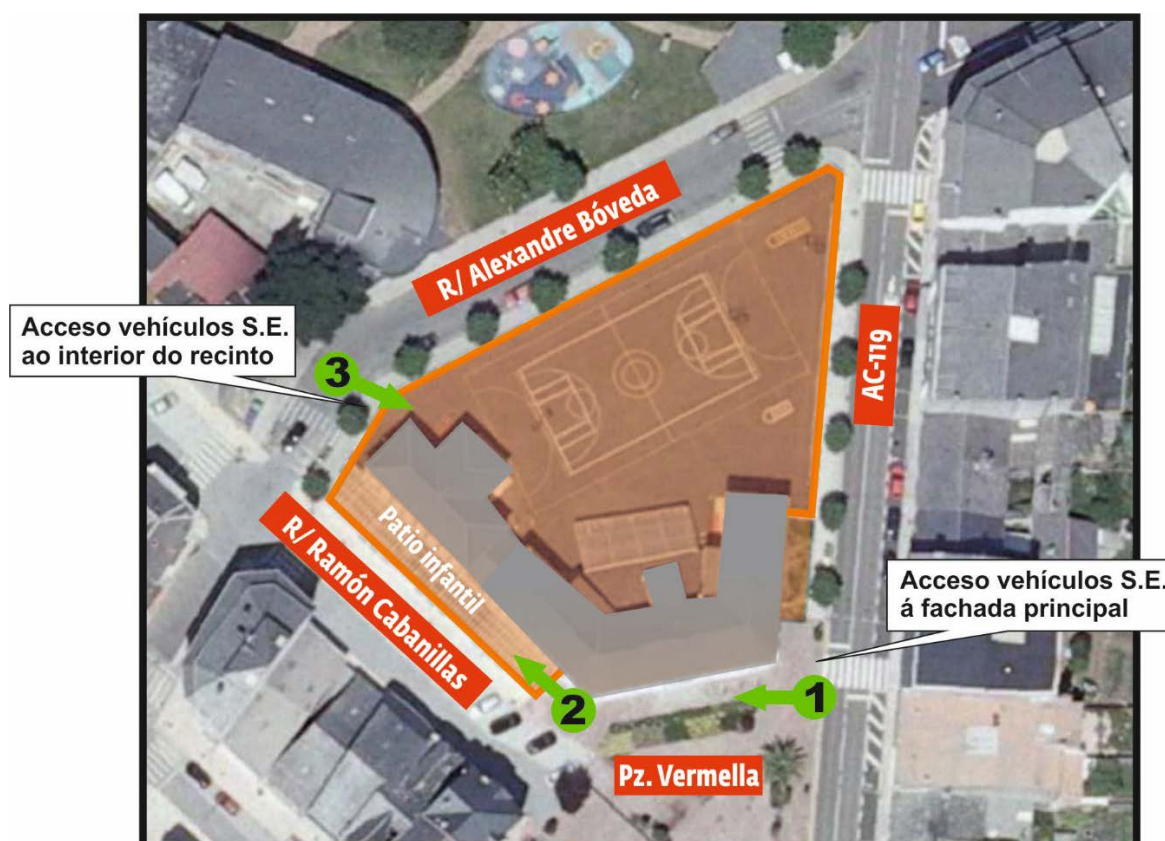 R/ Alexandre Bóveda
Acceso vehículos S.E.
ao interior do recinto
3
AC-119
Patio infantil
R/ Ramón Cabanillas
Acceso vehículos S.E.
á fachada principal
1
2
Pz. Vermella